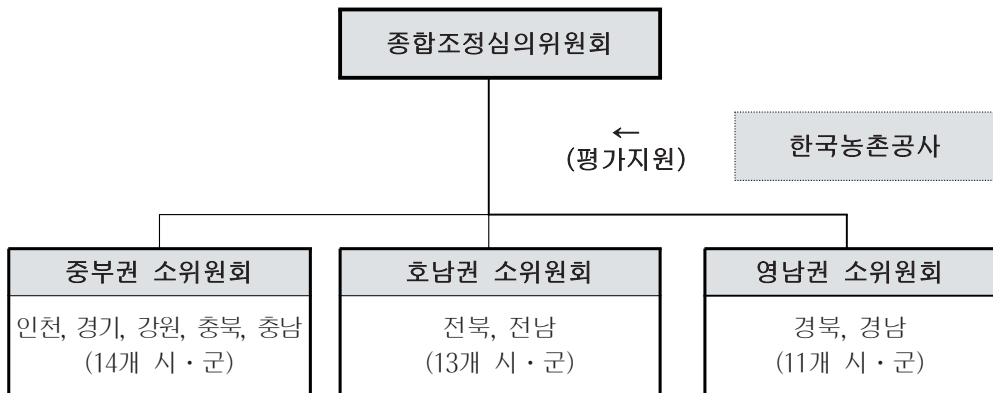 종합조정심의위원회
←
(평가지원)
한국농촌공사
중부권 소위원회
인천, 경기, 강원, 충북, 충남
(14개 시・군)
호남권 소위원회
전북, 전남
(13개 시・군)
영남권 소위원회
경북, 경남
(11개 시・군)